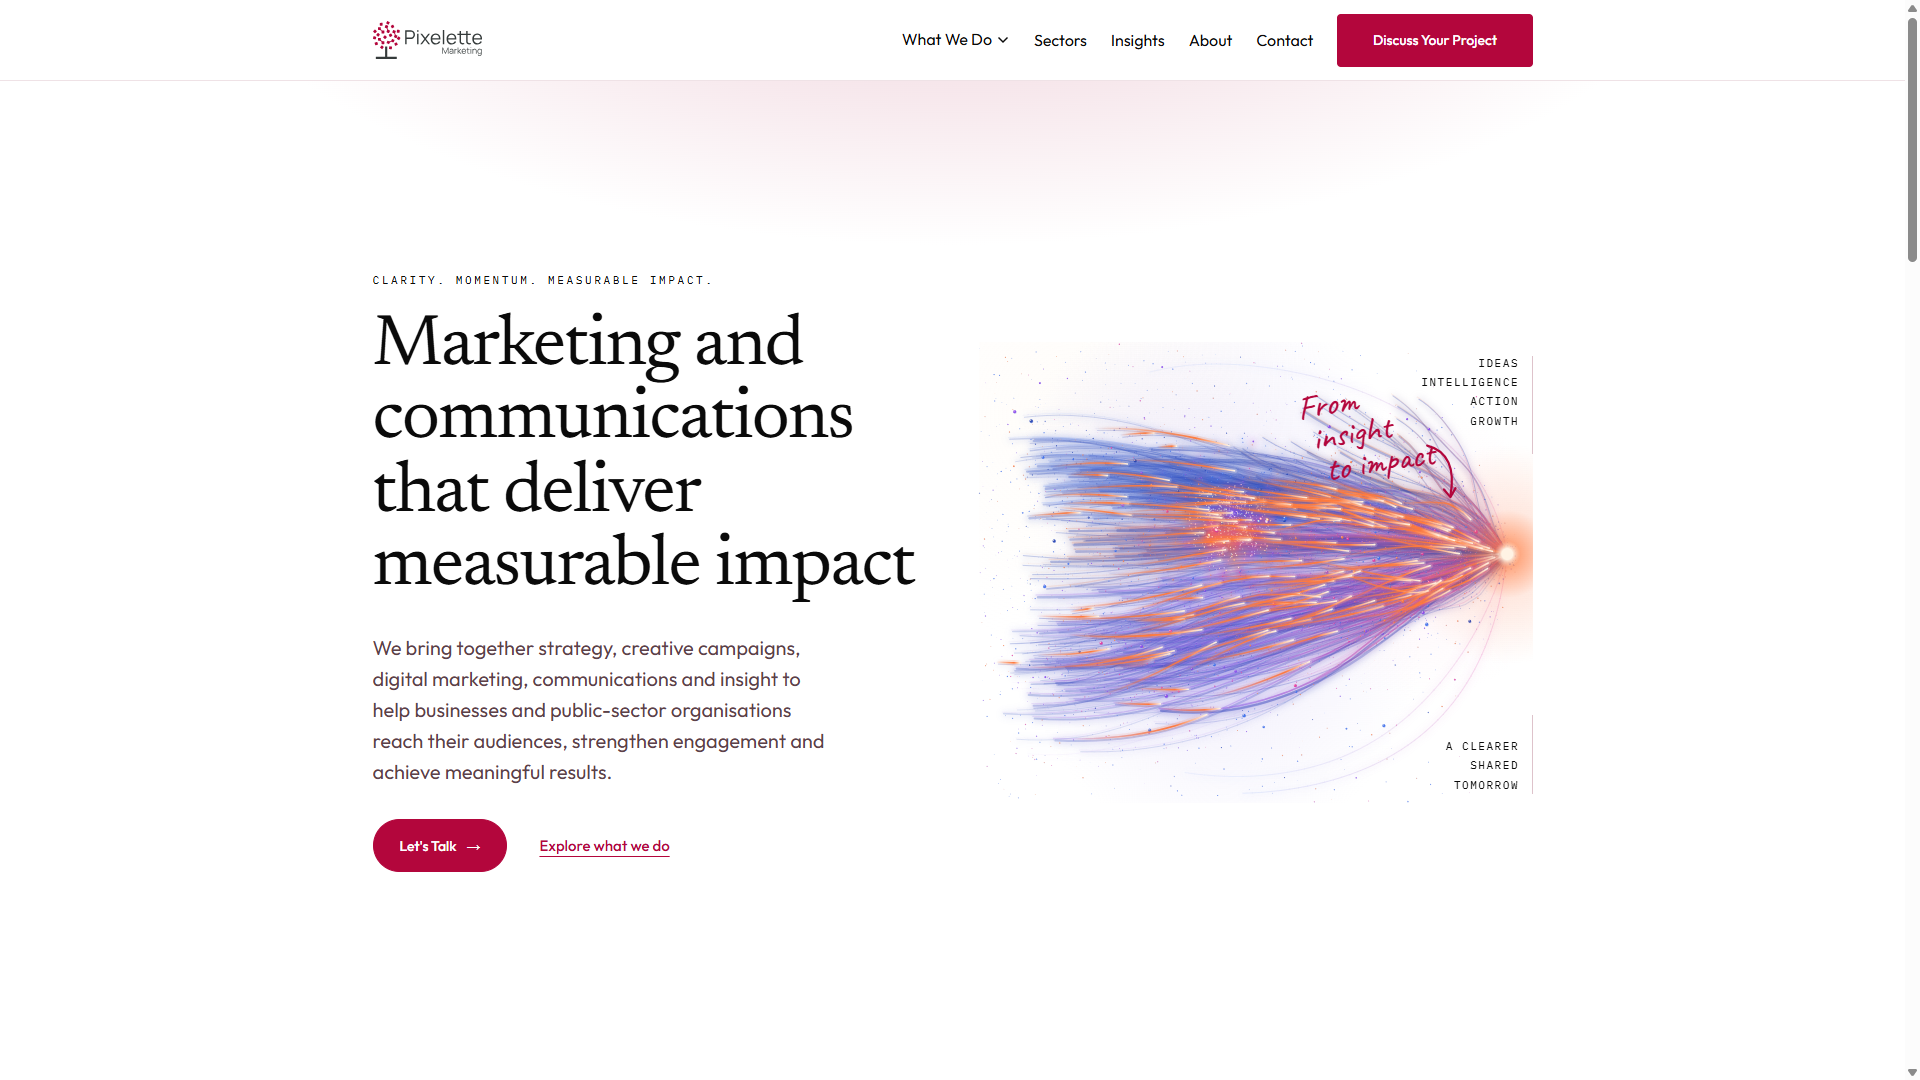 Pixelette
Marketing
What We Do
Sectors
Insights
About
Contact
Discuss Your Project
CLARITY. MOMENTUM. MEASURABLE IMPACT.
Marketing and
communications
that deliver
measurable impact
We bring together strategy, creative campaigns,
digital marketing, communications and insight to
help businesses and public-sector organisations
reach their audiences, strengthen engagement and
achieve meaningful results.
Let's Talk →
Explore what we do
IDEAS
INTELLIGENCE
ACTION
GROWTH
From
insight
to impact
A CLEARER
SHARED
TOMORROW